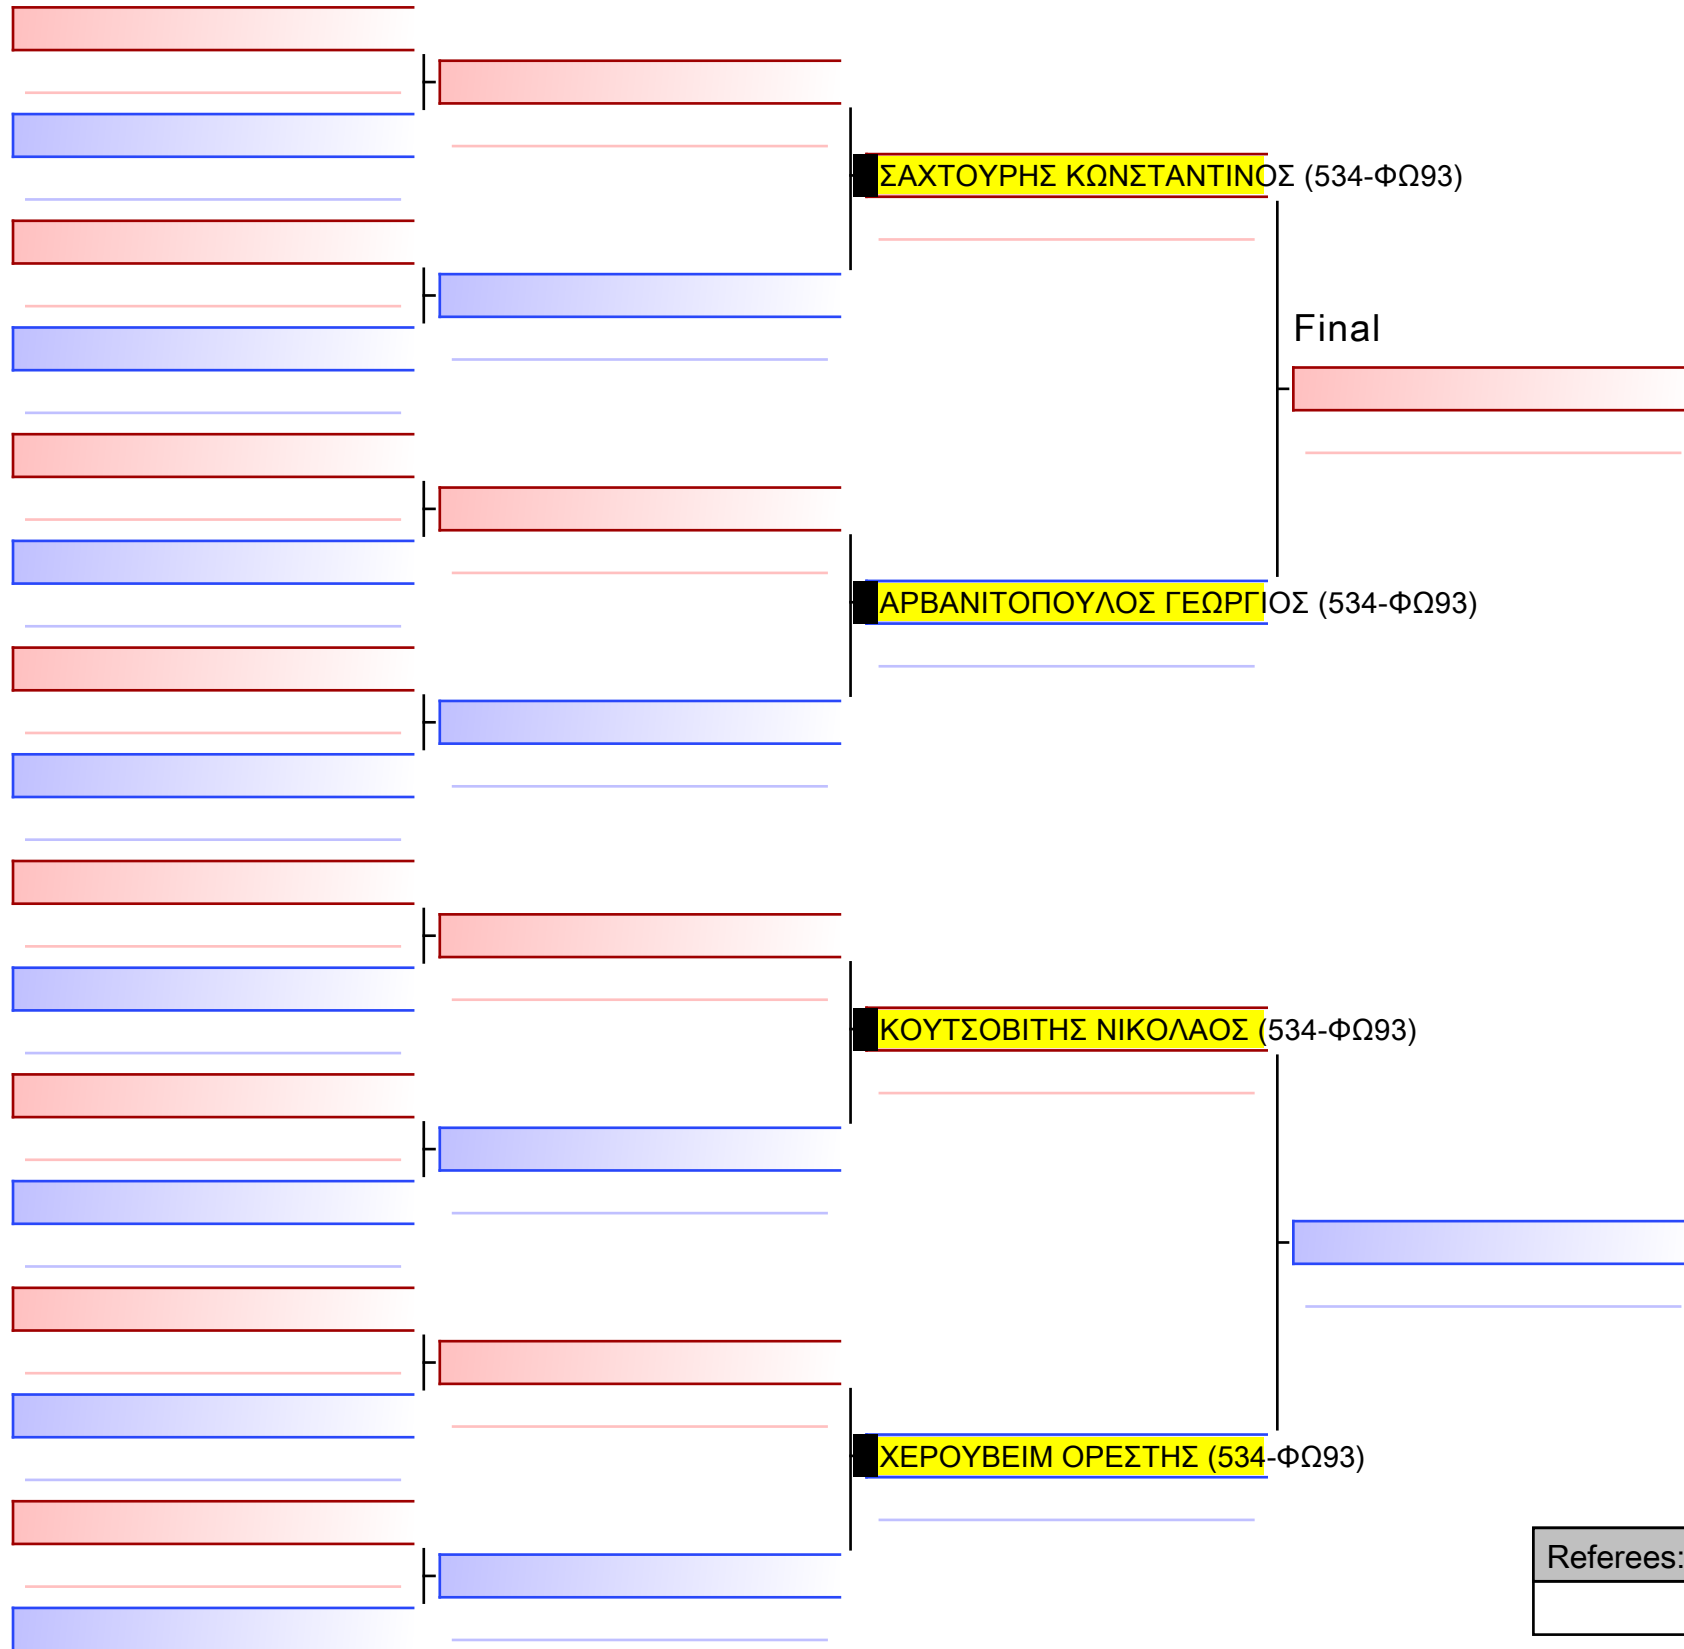 ΣΑΧΤΟΥΡΗΣ ΚΩΝΣΤΑΝΤΙΝΟΣ (534-ΦΩ93)
Final
ΑΡΒΑΝΙΤΟΠΟΥΛΟΣ ΓΕΩΡΓΙΟΣ (534-ΦΩ93)
ΚΟΥΤΣΟΒΙΤΗΣ ΝΙΚΟΛΑΟΣ (534-ΦΩ93)
ΧΕΡΟΥΒΕΙΜ ΟΡΕΣΤΗΣ (534-ΦΩ93)
Referees: